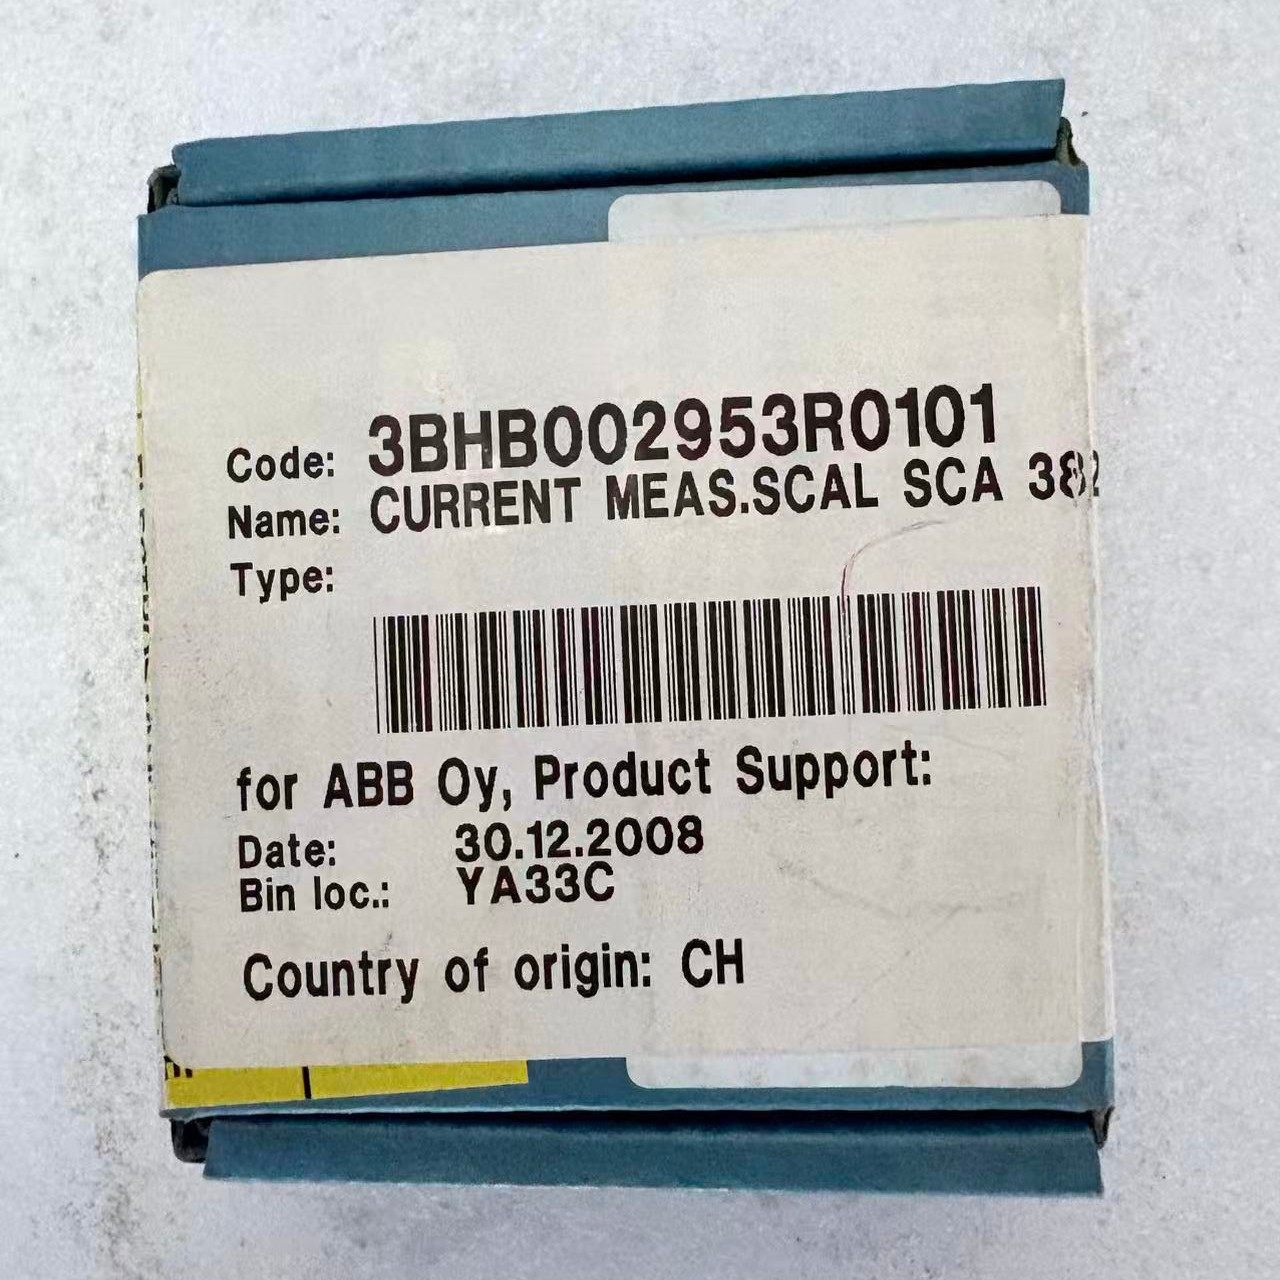 Code: 3BHB002953R0101
Name: CURRENT MEAS.SCAL SCA 382
Type:
for ABB Oy, Product Support:
Date: 30.12.2008
Bin loc.: YA33C
Country of origin: CH